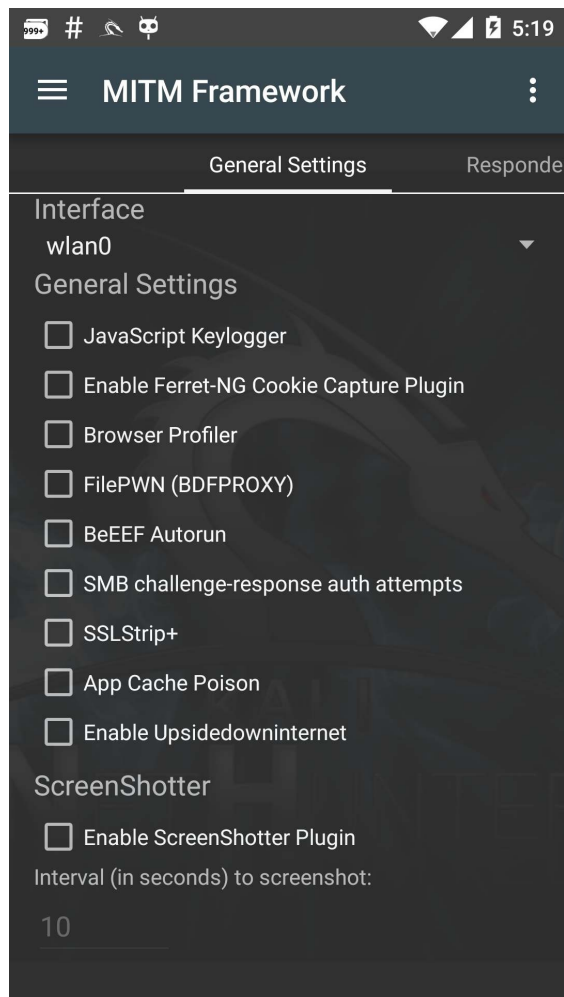 999+ # 5:19
MITM Framework
General Settings Responde
Interface
wlan0
General Settings
JavaScript Keylogger
Enable Ferret-NG Cookie Capture Plugin
Browser Profiler
FilePWN (BDFPROXY)
BeEEF Autorun
SMB challenge-response auth attempts
SSLStrip+
App Cache Poison
KALI
Enable Upsidedowninternet
HUNTER
ScreenShotter
Enable ScreenShotter Plugin
Interval (in seconds) to screenshot:
10